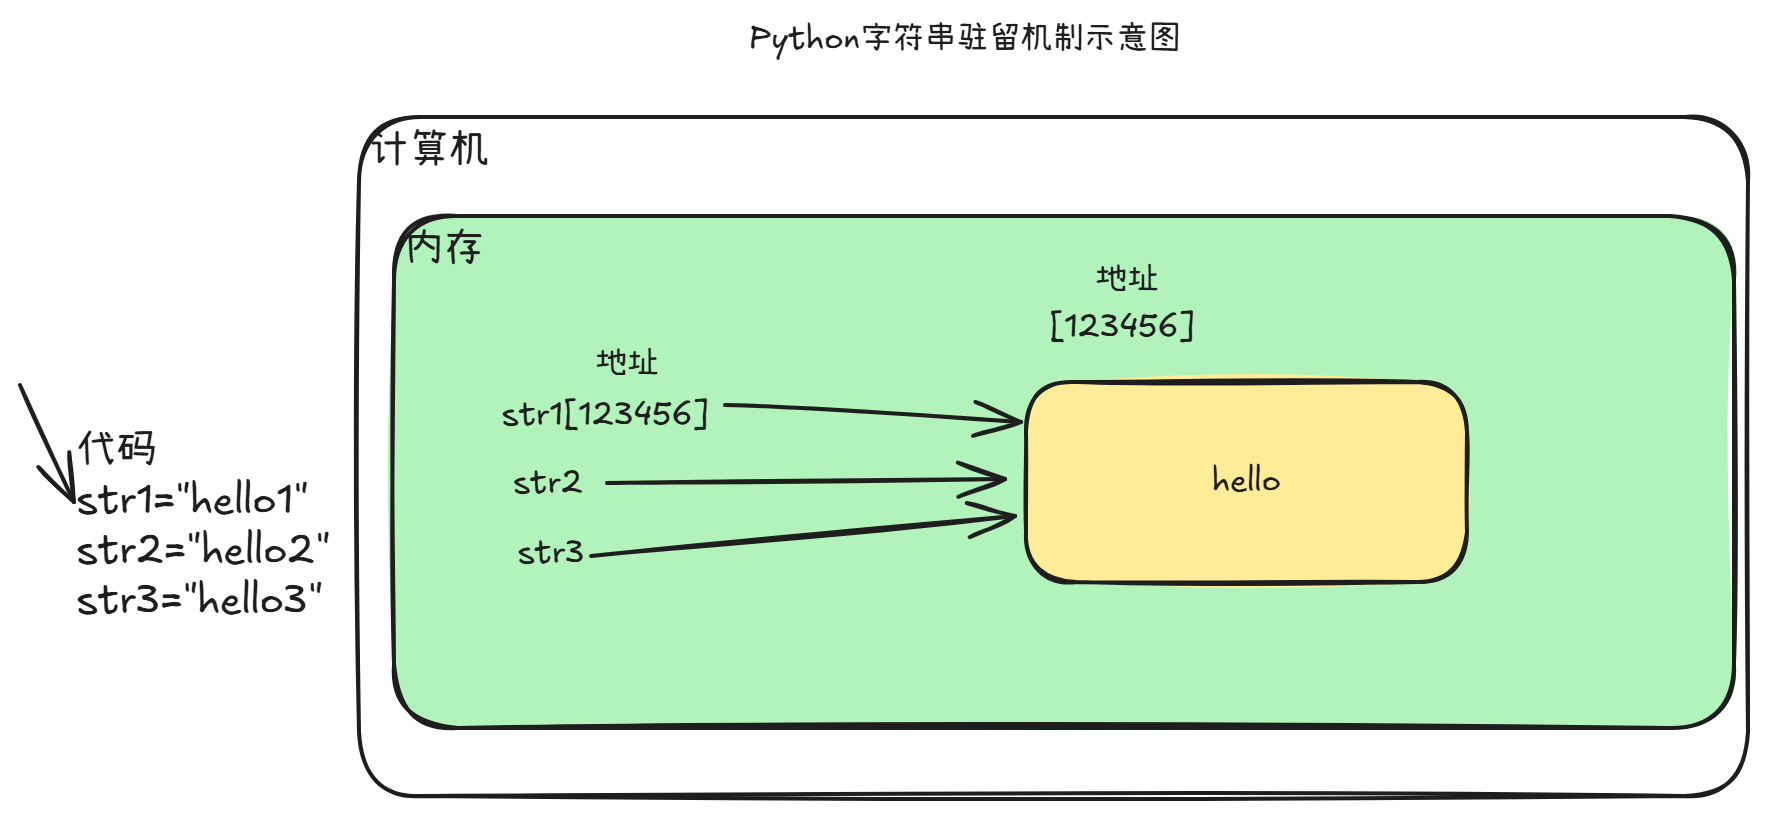 Python字符串驻留机制示意图
计算机
内存
地址
[123456]
地址
str1[123456]
str2
str3
hello
代码
str1="hello1"
str2="hello2"
str3="hello3"